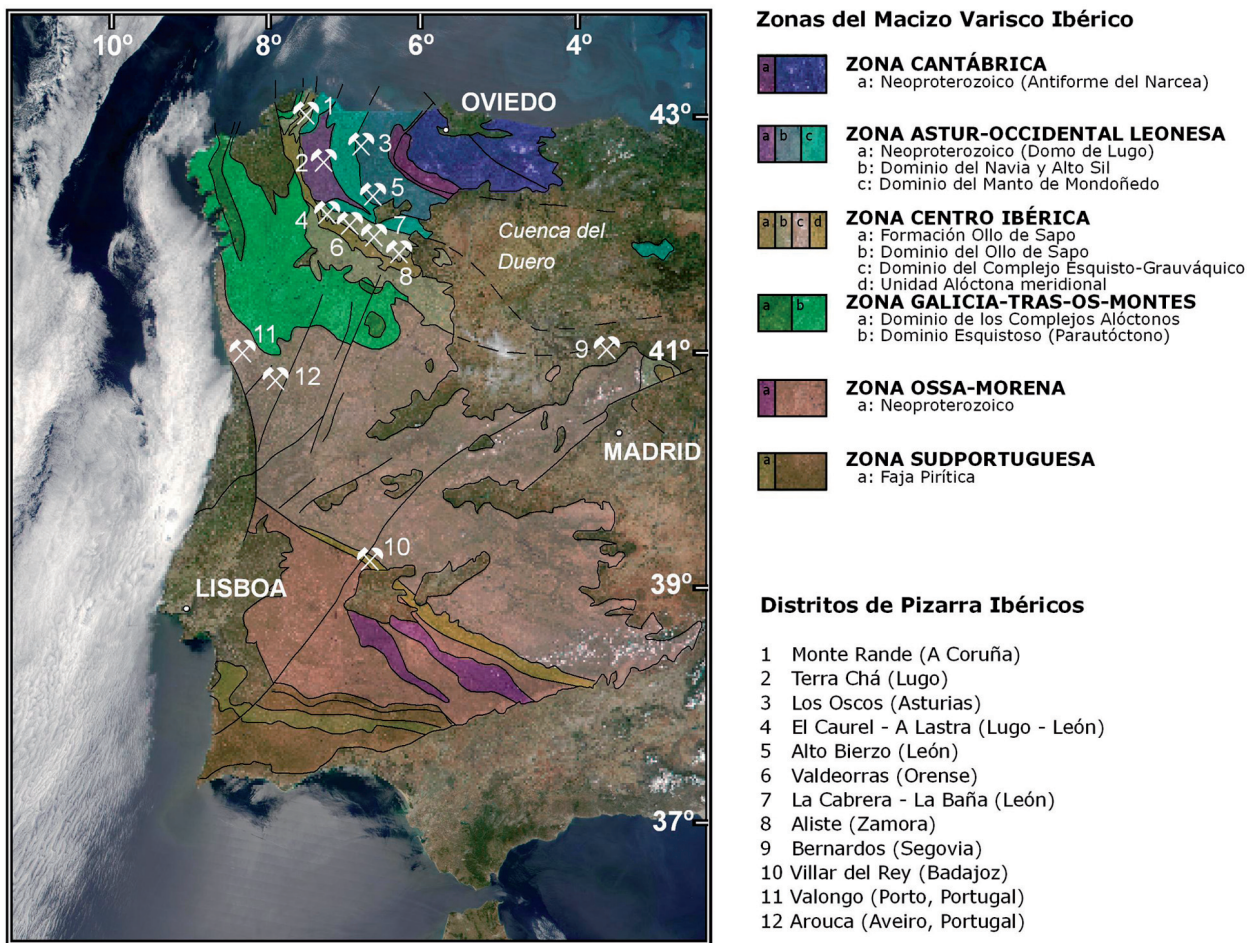 10º 8º 6º 4º
43º
OVIEDO
1
2
3
4
5
6
7
8
Cuenca del
Duero
11
12
9
41º
MADRID
10
39º
LISBOA
37º
Zonas del Macizo Varisco Ibérico
a
ZONA CANTÁBRICA
a: Neoproterozoico (Antiforme del Narcea)
a b c
ZONA ASTUR-OCCIDENTAL LEONESA
a: Neoproterozoico (Domo de Lugo)
b: Dominio del Navia y Alto Sil
c: Dominio del Manto de Mondoñedo
a b c d
ZONA CENTRO IBÉRICA
a: Formación Ollo de Sapo
b: Dominio del Ollo de Sapo
c: Dominio del Complejo Esquisto-Grauváquico
d: Unidad Alóctona meridional
a b
ZONA GALICIA-TRAS-OS-MONTES
a: Dominio de los Complejos Alóctonos
b: Dominio Esquistoso (Parautóctono)
a
ZONA OSSA-MORENA
a: Neoproterozoico
a
ZONA SUDPORTUGUESA
a: Faja Pirítica
Distritos de Pizarra Ibéricos
1 Monte Rande (A Coruña)
2 Terra Chá (Lugo)
3 Los Oscos (Asturias)
4 El Caurel - A Lastra (Lugo - León)
5 Alto Bierzo (León)
6 Valdeorras (Orense)
7 La Cabrera - La Baña (León)
8 Aliste (Zamora)
9 Bernardos (Segovia)
10 Villar del Rey (Badajoz)
11 Valongo (Porto, Portugal)
12 Arouca (Aveiro, Portugal)